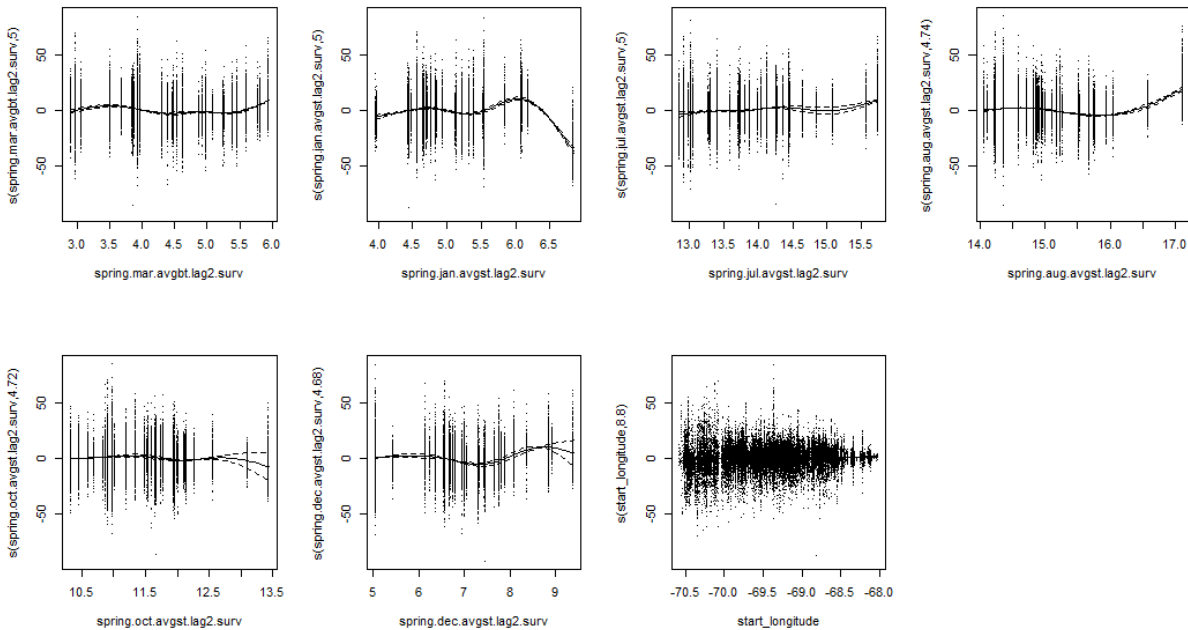 s(spring.mar.avgbt.lag2.surv,5)
50
0
-50
3.0 3.5 4.0 4.5 5.0 5.5 6.0
spring.mar.avgbt.lag2.surv
s(spring.jan.avgst.lag2.surv,5)
50
0
-50
4.0 4.5 5.0 5.5 6.0 6.5
spring.jan.avgst.lag2.surv
s(spring.jul.avgst.lag2.surv,5)
50
0
-50
13.0 13.5 14.0 14.5 15.0 15.5
spring.jul.avgst.lag2.surv
s(spring.aug.avgst.lag2.surv,4.74)
50
0
-50
14.0 15.0 16.0 17.0
spring.aug.avgst.lag2.surv
s(spring.oct.avgst.lag2.surv,4.72)
50
0
-50
10.5 11.5 12.5 13.5
spring.oct.avgst.lag2.surv
s(spring.dec.avgst.lag2.surv,4.68)
50
0
-50
5 6 7 8 9
spring.dec.avgst.lag2.surv
s(start_longitude,8.8)
50
0
-50
-70.5 -70.0 -69.5 -69.0 -68.5 -68.0
start_longitude